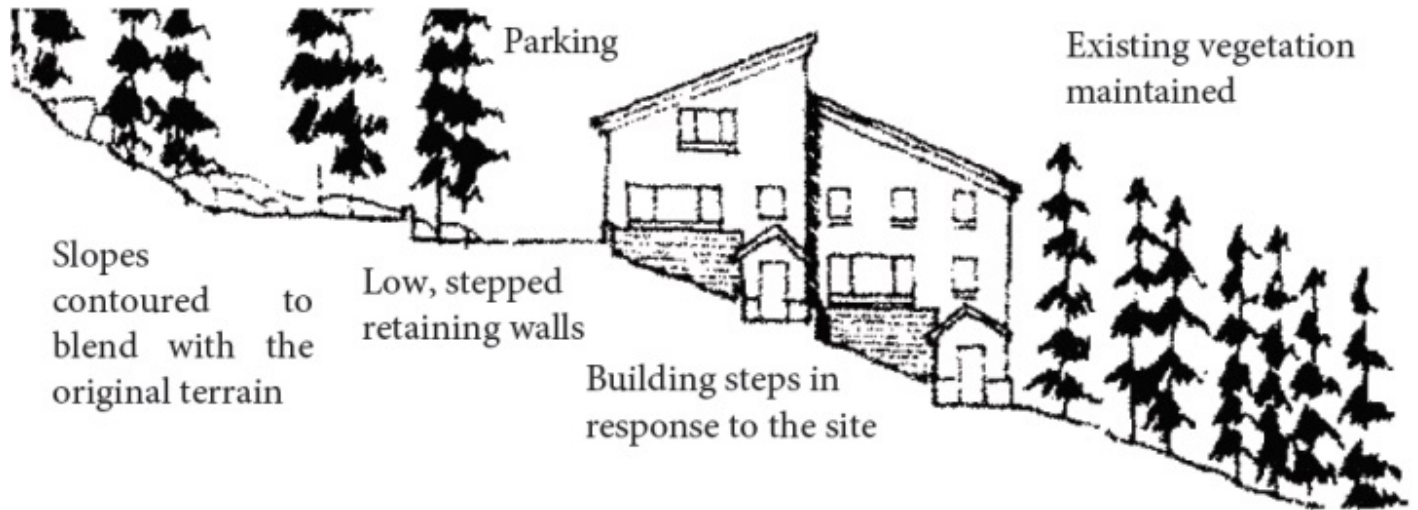 Parking
Existing vegetation
maintained
Slopes
contoured to
blend with the
original terrain
Low, stepped
retaining walls
Building steps in
response to the site